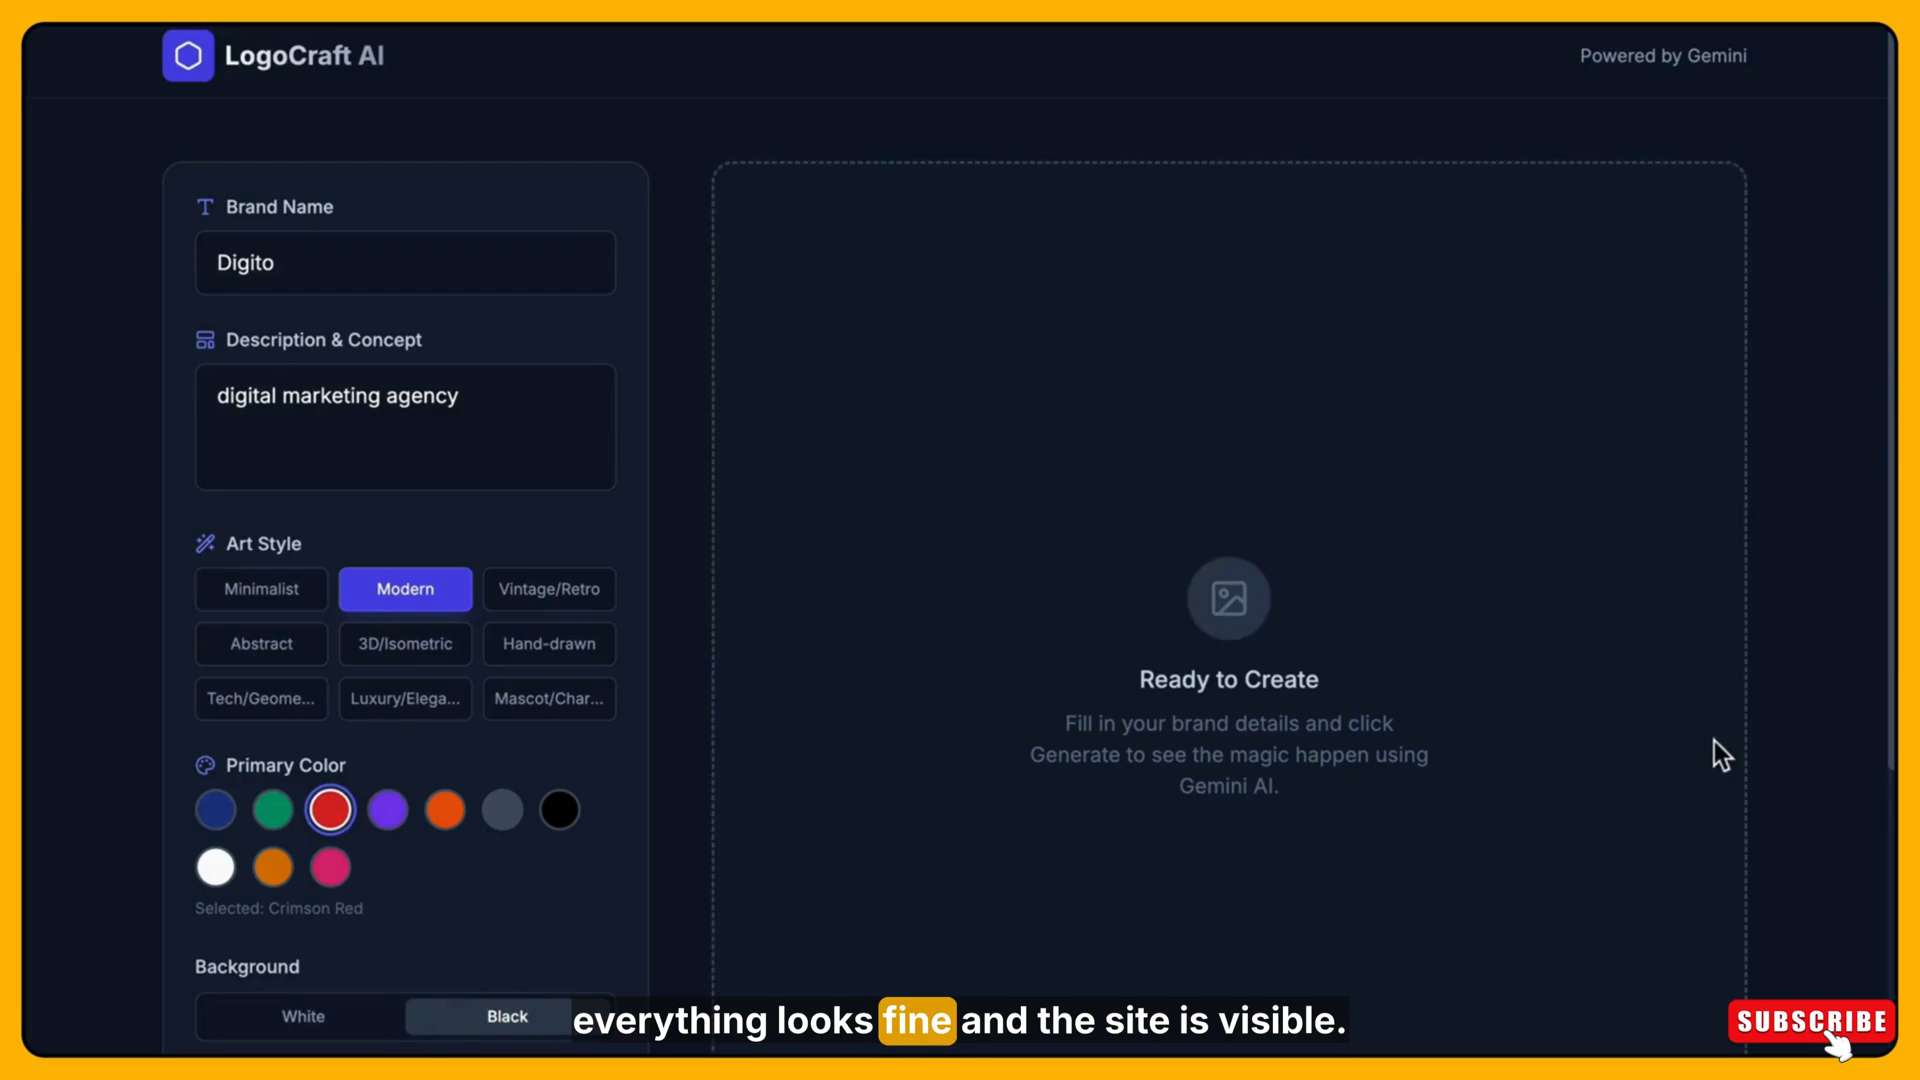 LogoCraft AI
Powered by Gemini
Brand Name
Digito
Description & Concept
digital marketing agency
Art Style
Minimalist
Modern
Vintage/Retro
Abstract
3D/Isometric
Hand-drawn
Tech/Geome...
Luxury/Elega...
Mascot/Char...
Primary Color
Selected: Crimson Red
Background
White
Black
Ready to Create
Fill in your brand details and click
Generate to see the magic happen using
Gemini AI.
everything looks fine and the site is visible.
SUBSCRIBE